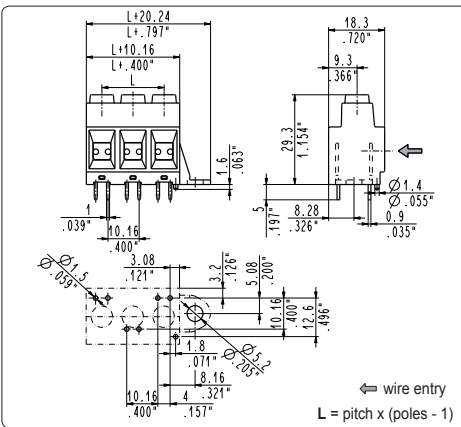 L+20.24
L+.797"
L+10.16
L+.400"
L
18.3
.720"
9.3
.366"
29.3
1.154"
1.6
.063"
1
.039"
10.16
.400"
5
.197"
8.28
.326"
Ø1.4
Ø.055"
0.9
.035"
3.08
.121"
Ø1.5
Ø.059"
3.2
.126"
5.08
.200"
10.16
.400"
12.6
.496"
Ø5.2
Ø.205"
1.8
.071"
8.16
.321"
10.16
.400"
4
.157"
wire entry
L = pitch x (poles - 1)